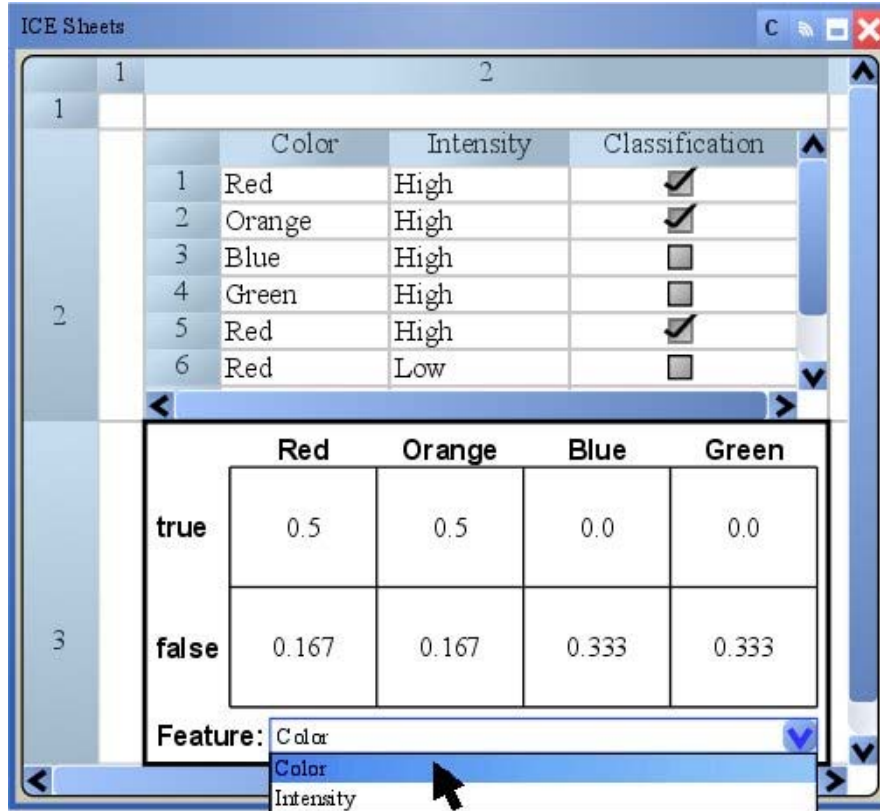 ICE Sheets C
1 2
1
2
Color Intensity Classification
1 Red High
2 Orange High
3 Blue High
4 Green High
5 Red High
6 Red Low
3
Red Orange Blue Green
true 0.5 0.5 0.0 0.0
false 0.167 0.167 0.333 0.333
Feature: Color
Color
Intensity